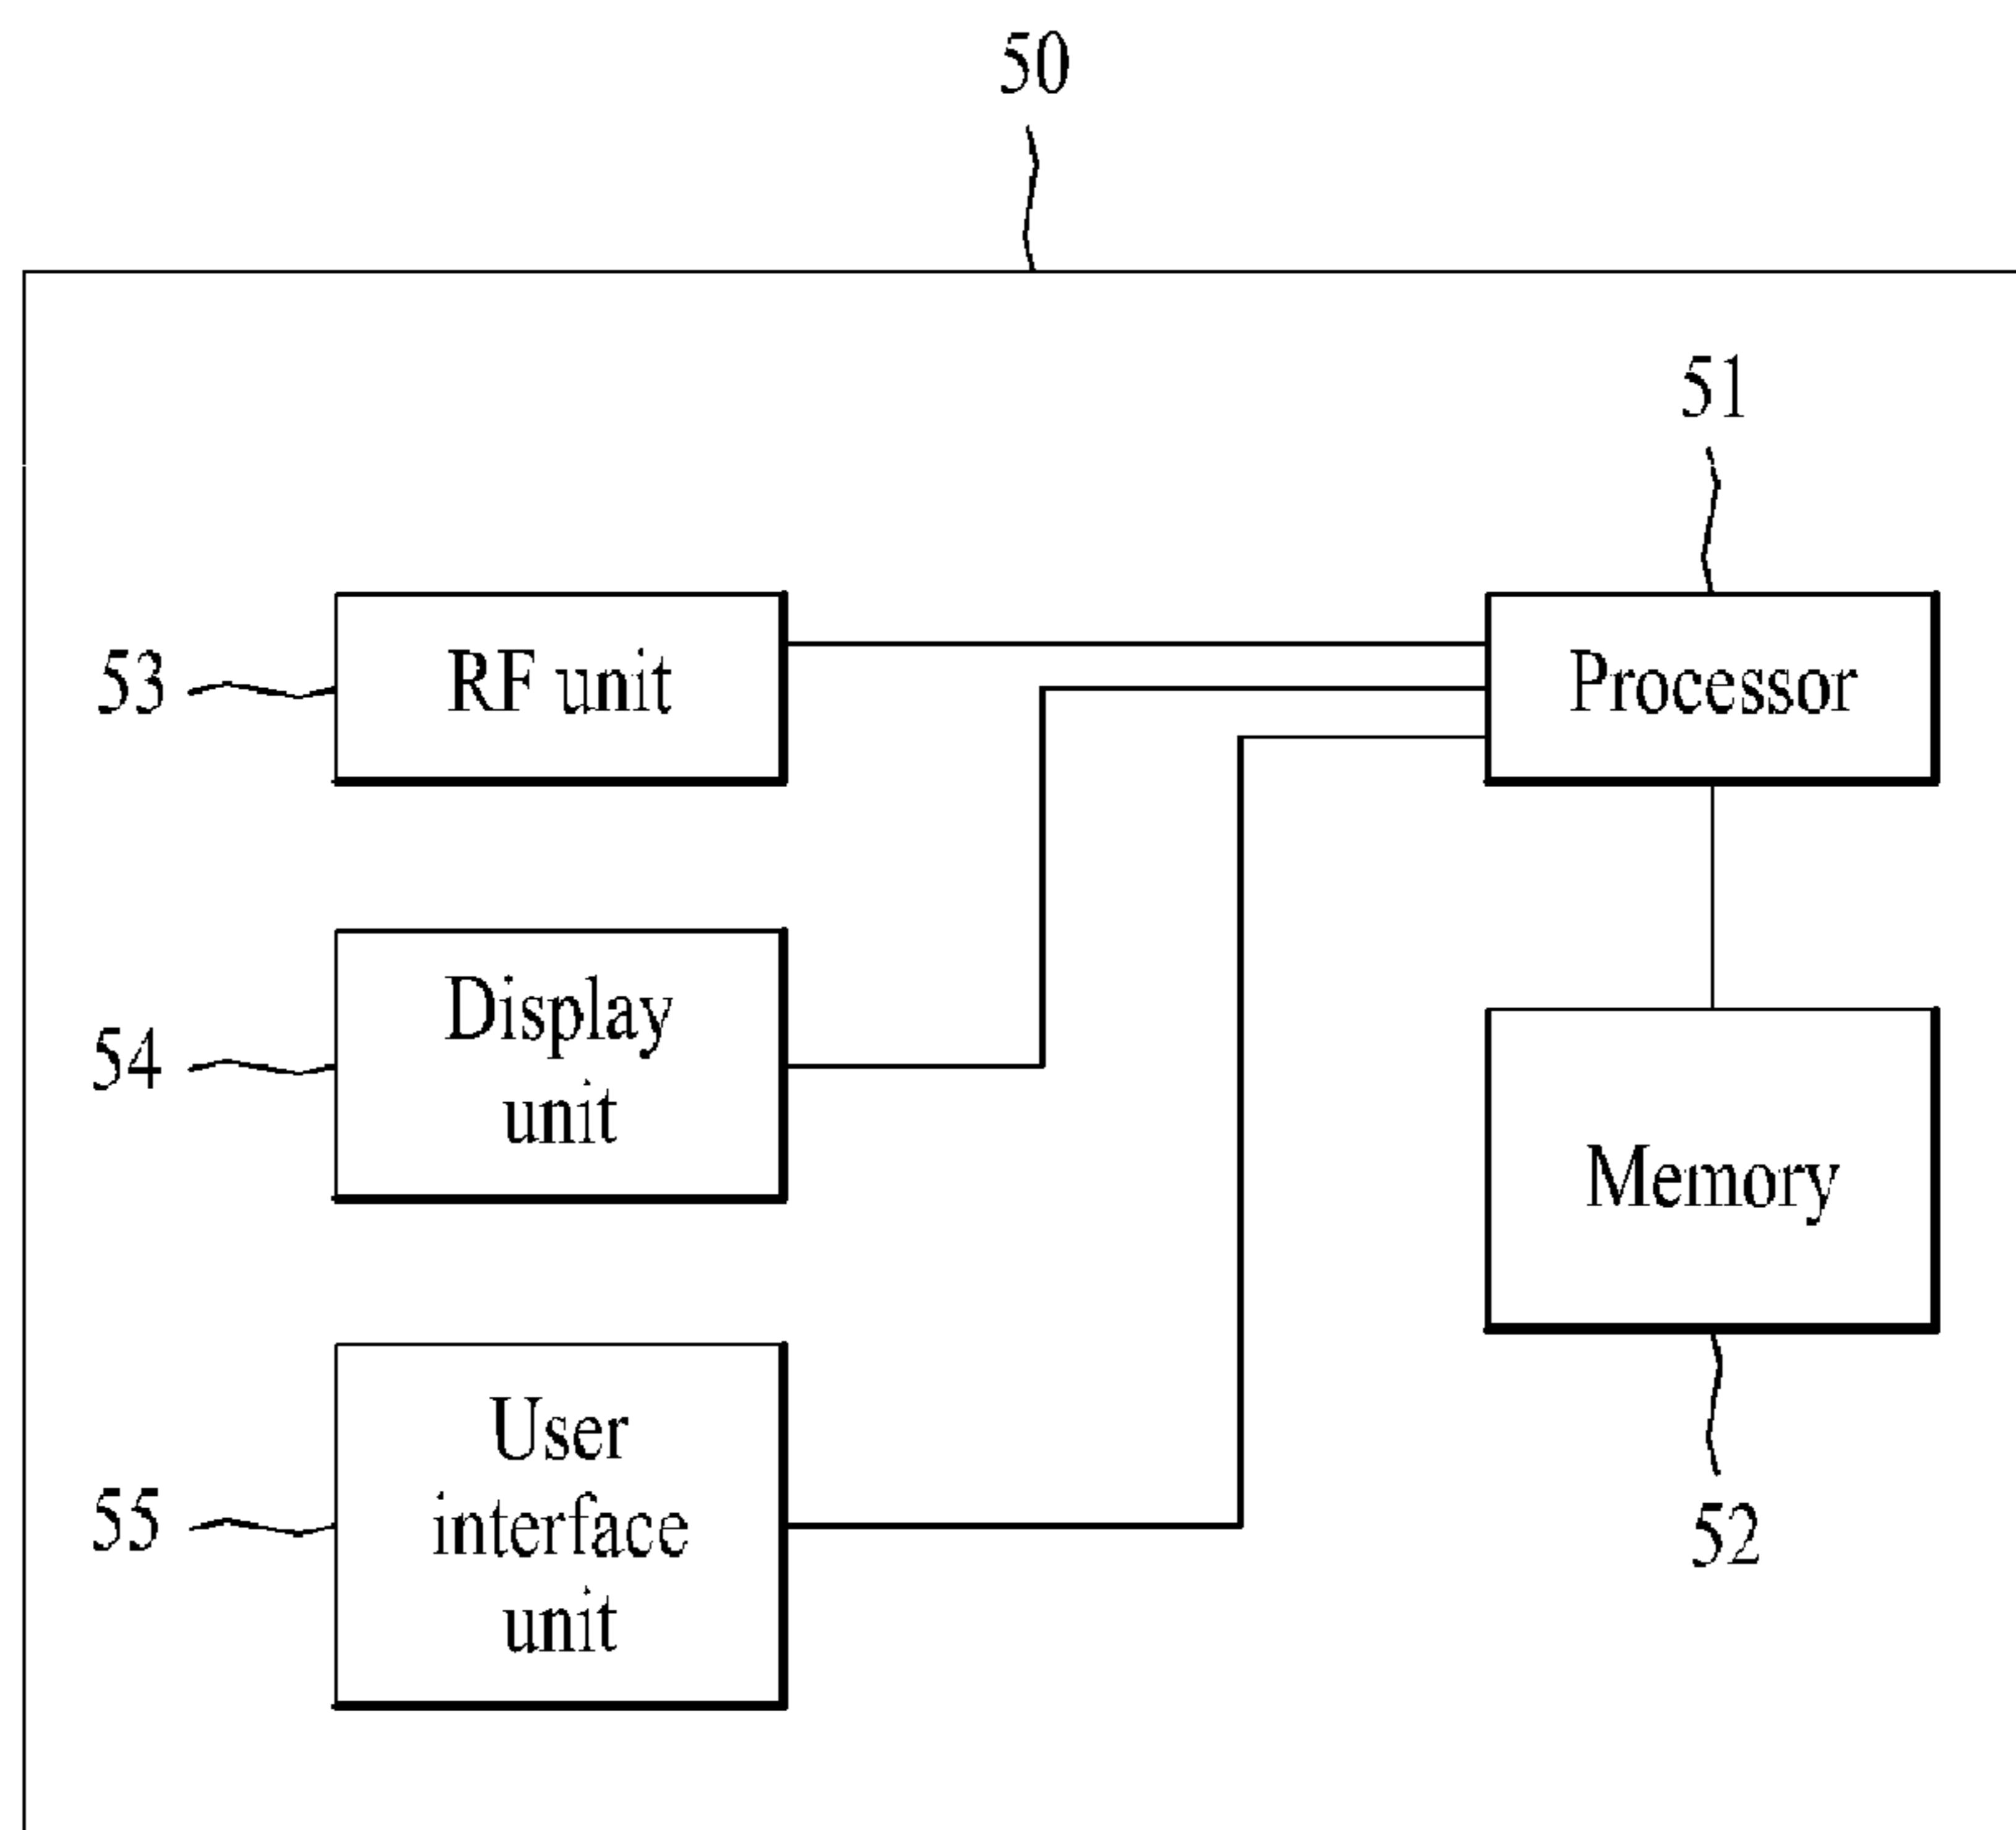 50
51
53
RF unit
Processor
54
Display
unit
Memory
55
User
interface
unit
52